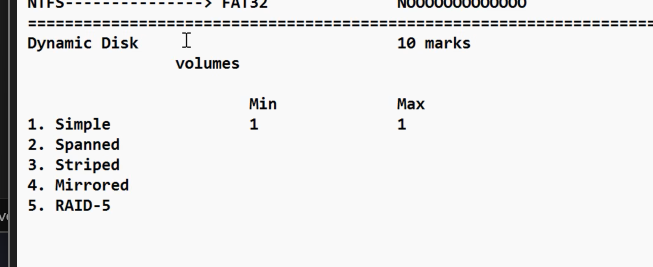 NTFS---------------> FAT32 NOOOOOOOOOOOOO
================================================================
Dynamic Disk 10 marks
volumes
Min Max
1. Simple 1 1
2. Spanned
3. Striped
4. Mirrored
5. RAID-5